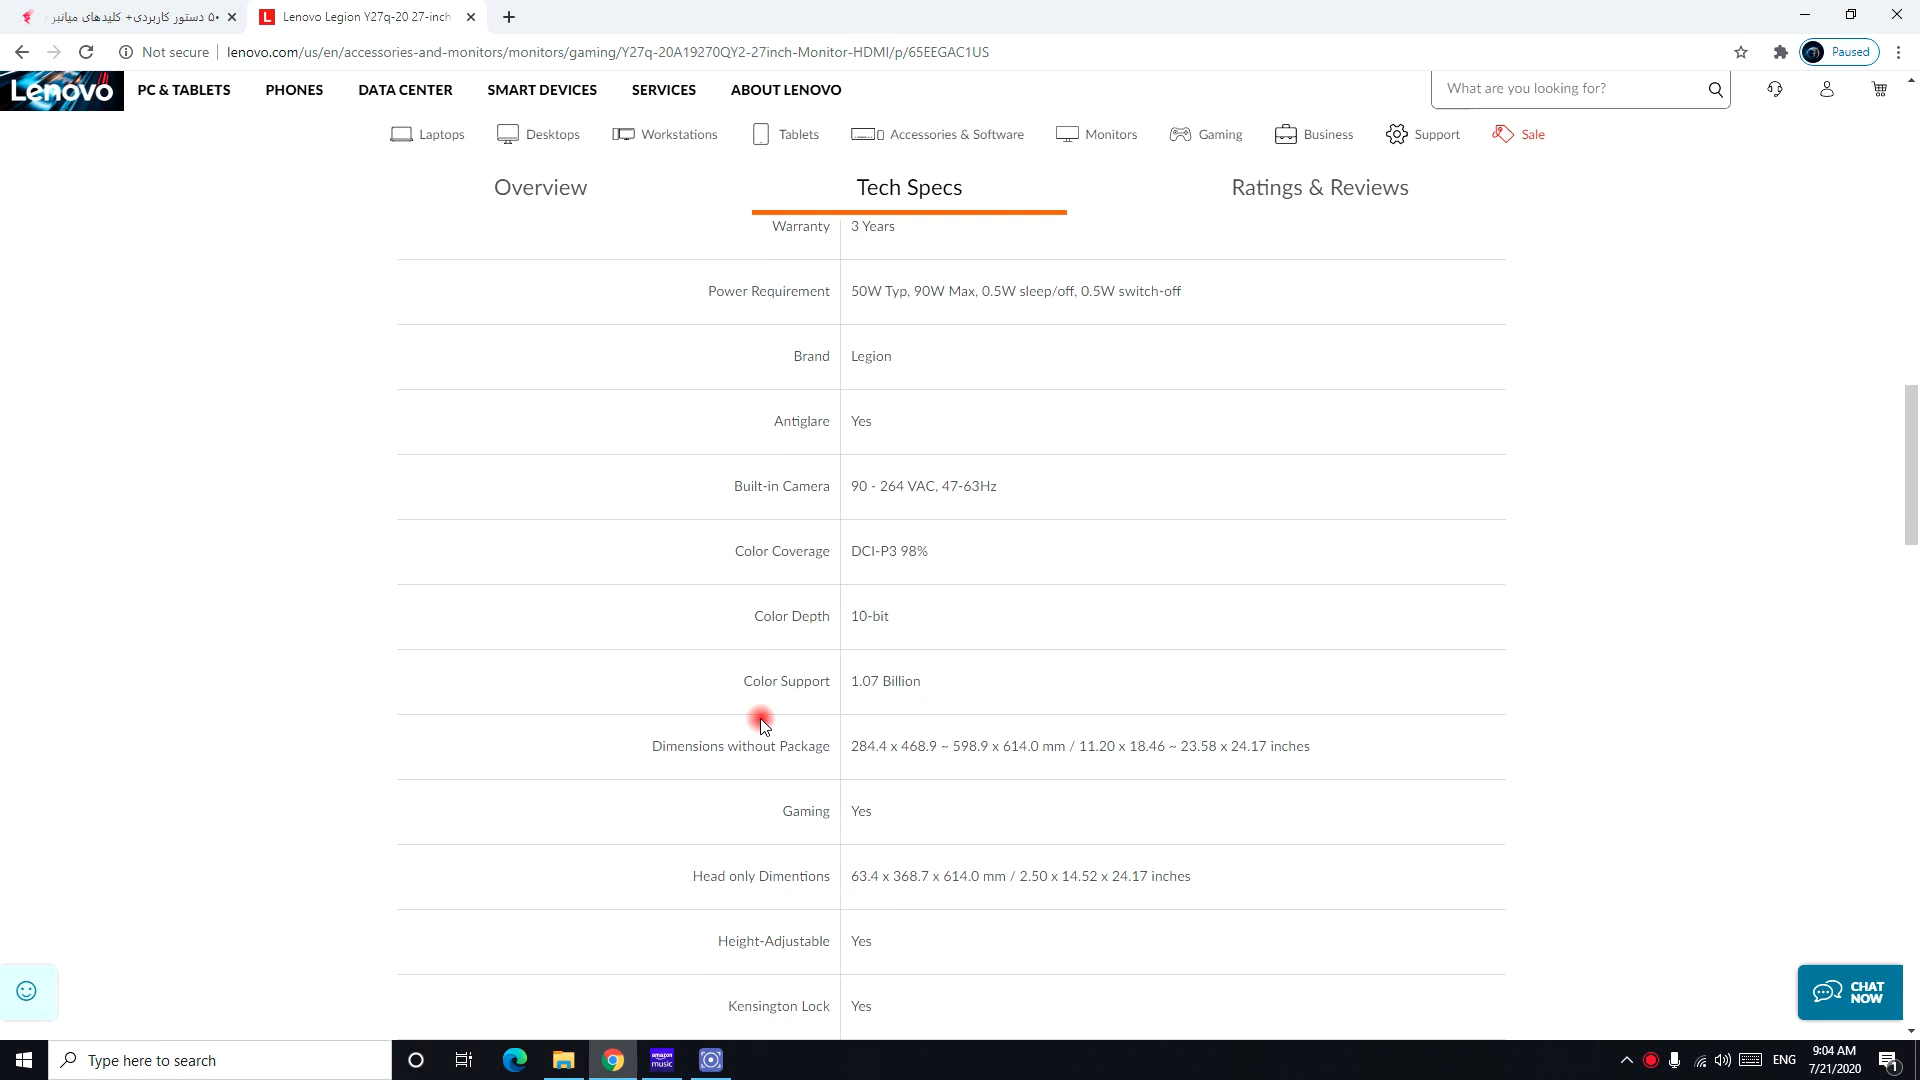 ۵۰ دستور کاربردی+ کلیدهای میانبر
Lenovo Legion Y27q-20 27-inch
Not secure
lenovo.com/us/en/accessories-and-monitors/monitors/gaming/Y27q-20A19270QY2-27inch-Monitor-HDMI/p/65EEGAC1US
Paused
Lenovo
PC & TABLETS
PHONES
DATA CENTER
SMART DEVICES
SERVICES
ABOUT LENOVO
What are you looking for?
Laptops
Desktops
Workstations
Tablets
Accessories & Software
Monitors
Gaming
Business
Support
Sale
Overview
Tech Specs
Ratings & Reviews
Warranty 3 Years
Power Requirement 50W Typ, 90W Max, 0.5W sleep/off, 0.5W switch-off
Brand Legion
Antiglare Yes
Built-in Camera 90 - 264 VAC, 47-63Hz
Color Coverage DCI-P3 98%
Color Depth 10-bit
Color Support 1.07 Billion
Dimensions without Package 284.4 x 468.9 ~ 598.9 x 614.0 mm / 11.20 x 18.46 ~ 23.58 x 24.17 inches
Gaming Yes
Head only Dimentions 63.4 x 368.7 x 614.0 mm / 2.50 x 14.52 x 24.17 inches
Height-Adjustable Yes
Kensington Lock Yes
CHAT
NOW
Type here to search
amazon
music
ENG
9:04 AM
7/21/2020
1